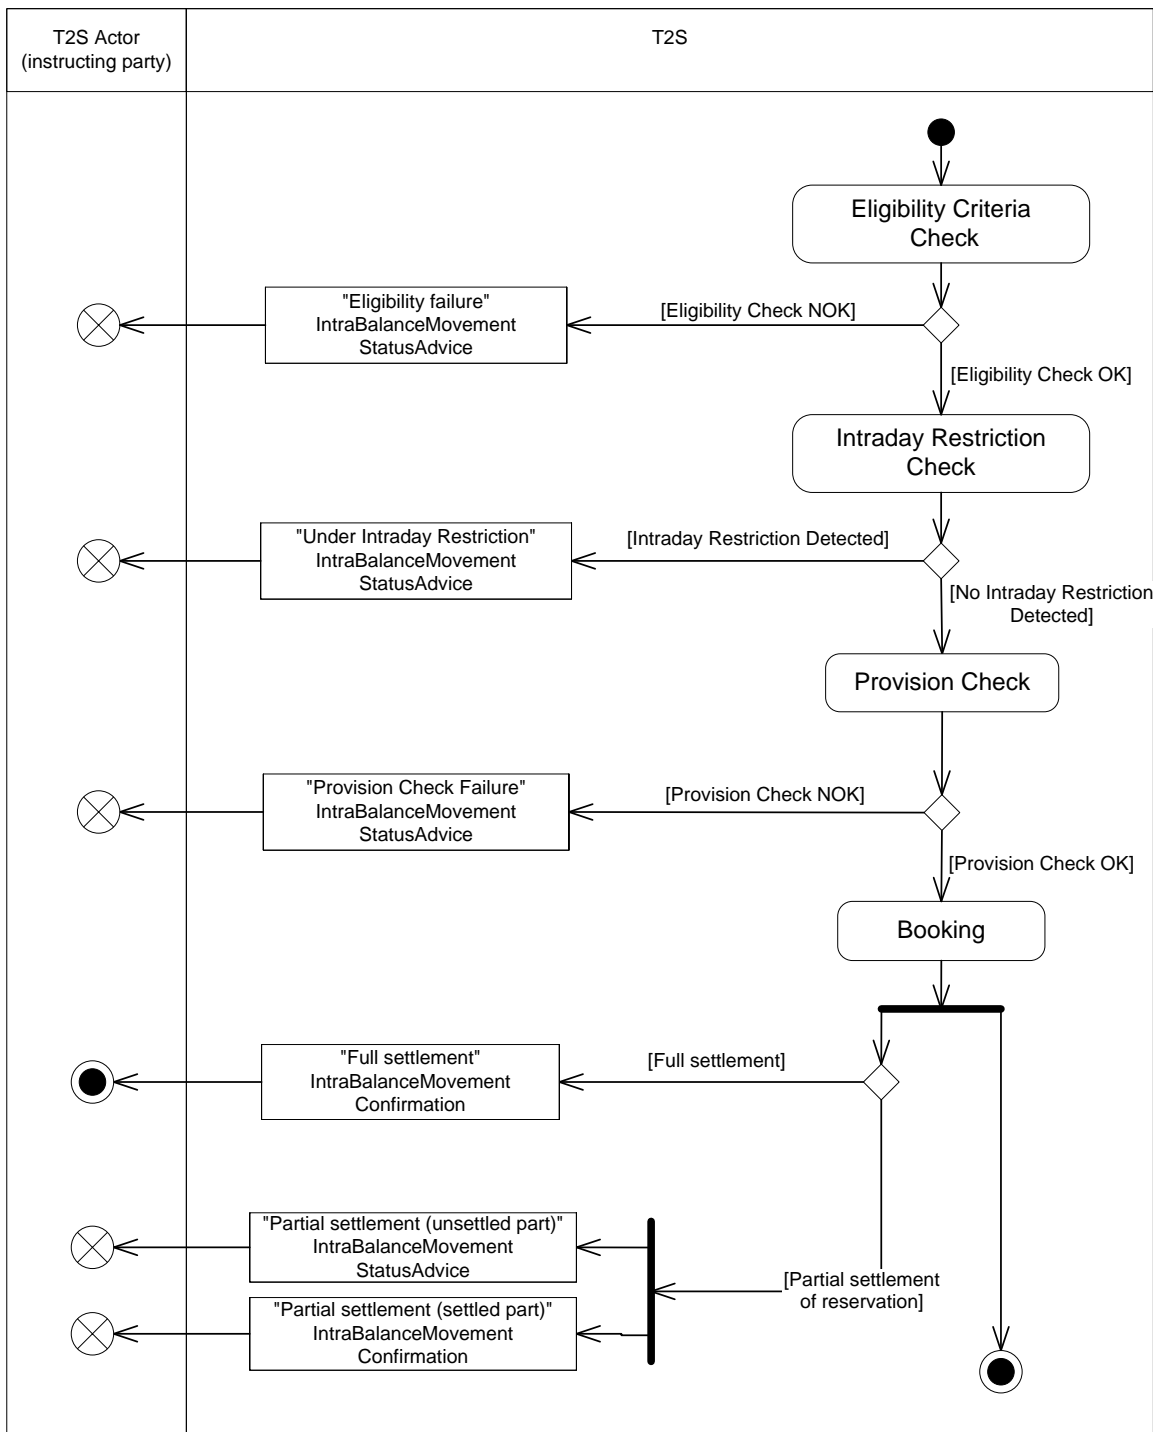 T2S Actor
(instructing party)
T2S
Eligibility Criteria
Check
"Eligibility failure"
IntraBalanceMovement
StatusAdvice
[Eligibility Check NOK]
[Eligibility Check OK]
Intraday Restriction
Check
"Under Intraday Restriction"
IntraBalanceMovement
StatusAdvice
[Intraday Restriction Detected]
[No Intraday Restriction
Detected]
Provision Check
"Provision Check Failure"
IntraBalanceMovement
StatusAdvice
[Provision Check NOK]
[Provision Check OK]
Booking
"Full settlement"
IntraBalanceMovement
Confirmation
[Full settlement]
"Partial settlement (unsettled part)"
IntraBalanceMovement
StatusAdvice
[Partial settlement
of reservation]
"Partial settlement (settled part)"
IntraBalanceMovement
Confirmation